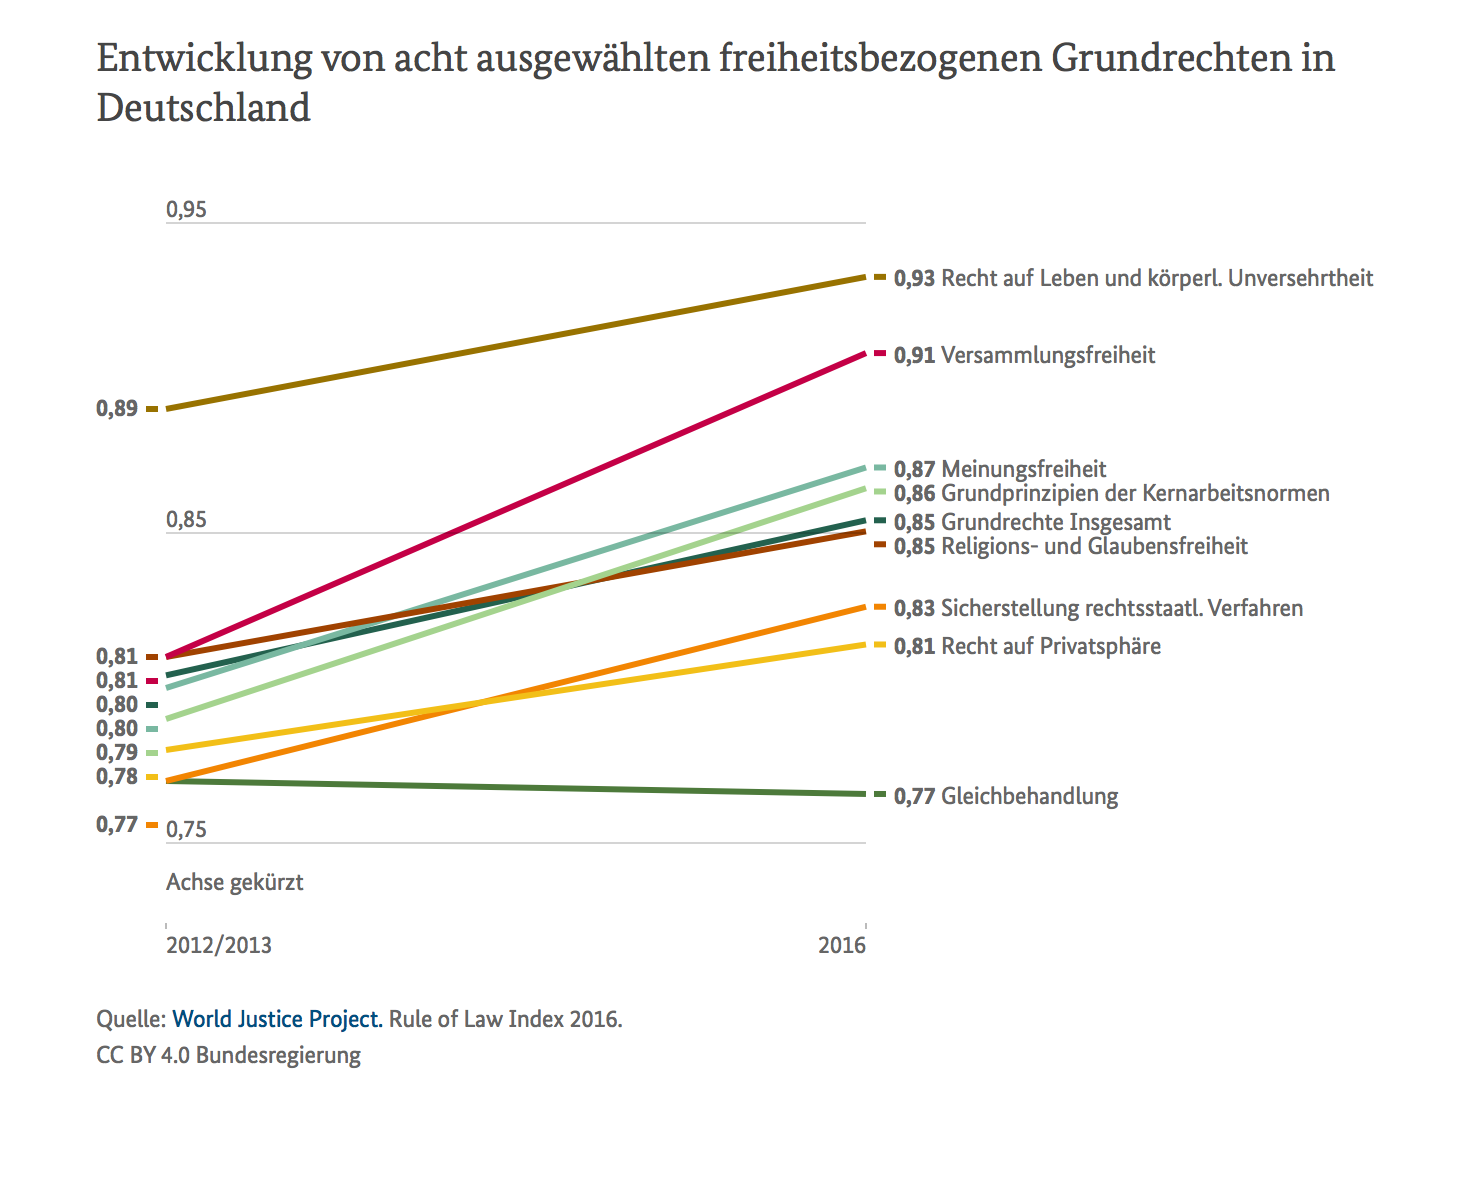 Entwicklung von acht ausgewählten freiheitsbezogenen Grundrechten in
Deutschland
0,95
0,93 Recht auf Leben und körperl. Unversehrtheit
0,91 Versammlungsfreiheit
0,89
0,87 Meinungsfreiheit
0,86 Grundprinzipien der Kernarbeitsnormen
0,85
0,85 Grundrechte Insgesamt
0,85 Religions- und Glaubensfreiheit
0,83 Sicherstellung rechtsstaatl. Verfahren
0,81 Recht auf Privatsphäre
0,81
0,81
0,80
0,80
0,79
0,78
0,77 Gleichbehandlung
0,77
0,75
Achse gekürzt
2012/2013
2016
Quelle: World Justice Project. Rule of Law Index 2016.
CC BY 4.0 Bundesregierung